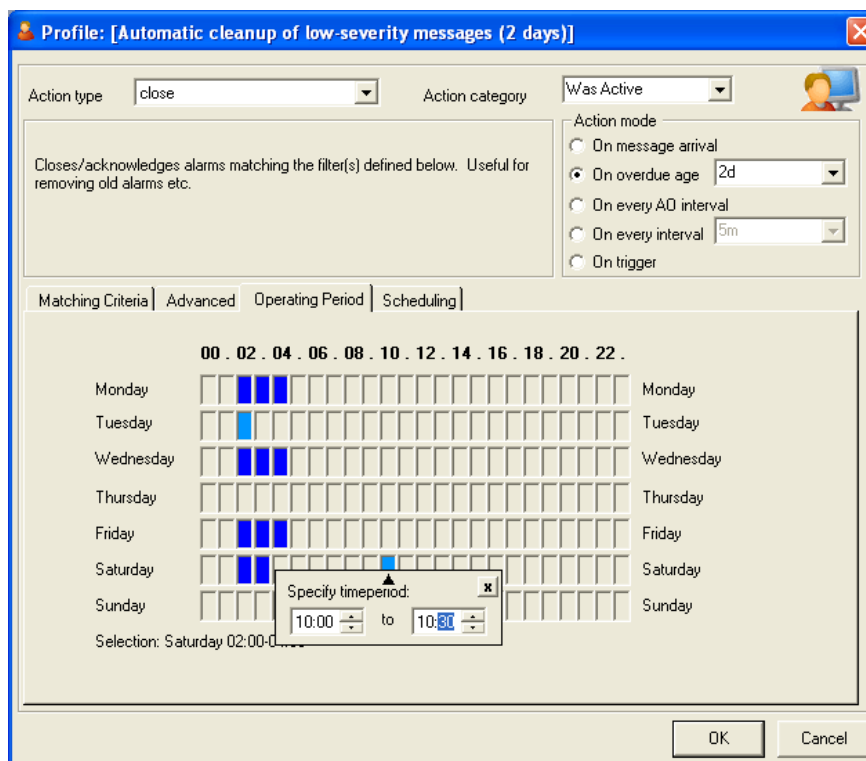 Profile: [Automatic cleanup of low-severity messages (2 days)]
Action type close Action category Was Active
Action mode
On message arrival
Closes/acknowledges alarms matching the filter(s) defined below. Useful for
removing old alarms etc.
On overdue age 2d
On every AO interval
On every interval 5m
On trigger
Matching Criteria Advanced Operating Period Scheduling
00 . 02 . 04 . 06 . 08 . 10 . 12 . 14 . 16 . 18 . 20 . 22 .
Monday Monday
Tuesday Tuesday
Wednesday Wednesday
Thursday Thursday
Friday Friday
Saturday Saturday
Specify timeperiod: x
Sunday Sunday
10:00 to 10:30
Selection: Saturday 02:00-
OK Cancel